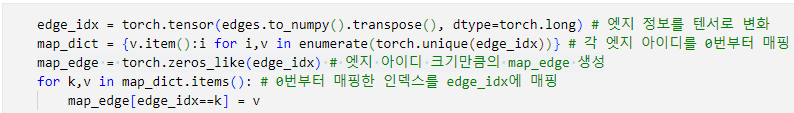 edge_idx = torch.tensor(edges.to_numpy().transpose(), dtype=torch.long) # 엣지 정보를 텐서로 변화
map_dict = {v.item():i for i,v in enumerate(torch.unique(edge_idx))} # 각 엣지 아이디를 0번부터 매핑
map_edge = torch.zeros_like(edge_idx) # 엣지 아이디 크기만큼의 map_edge 생성
for k,v in map_dict.items(): # 0번부터 매핑한 인덱스를 edge_idx에 매핑
    map_edge[edge_idx==k] = v